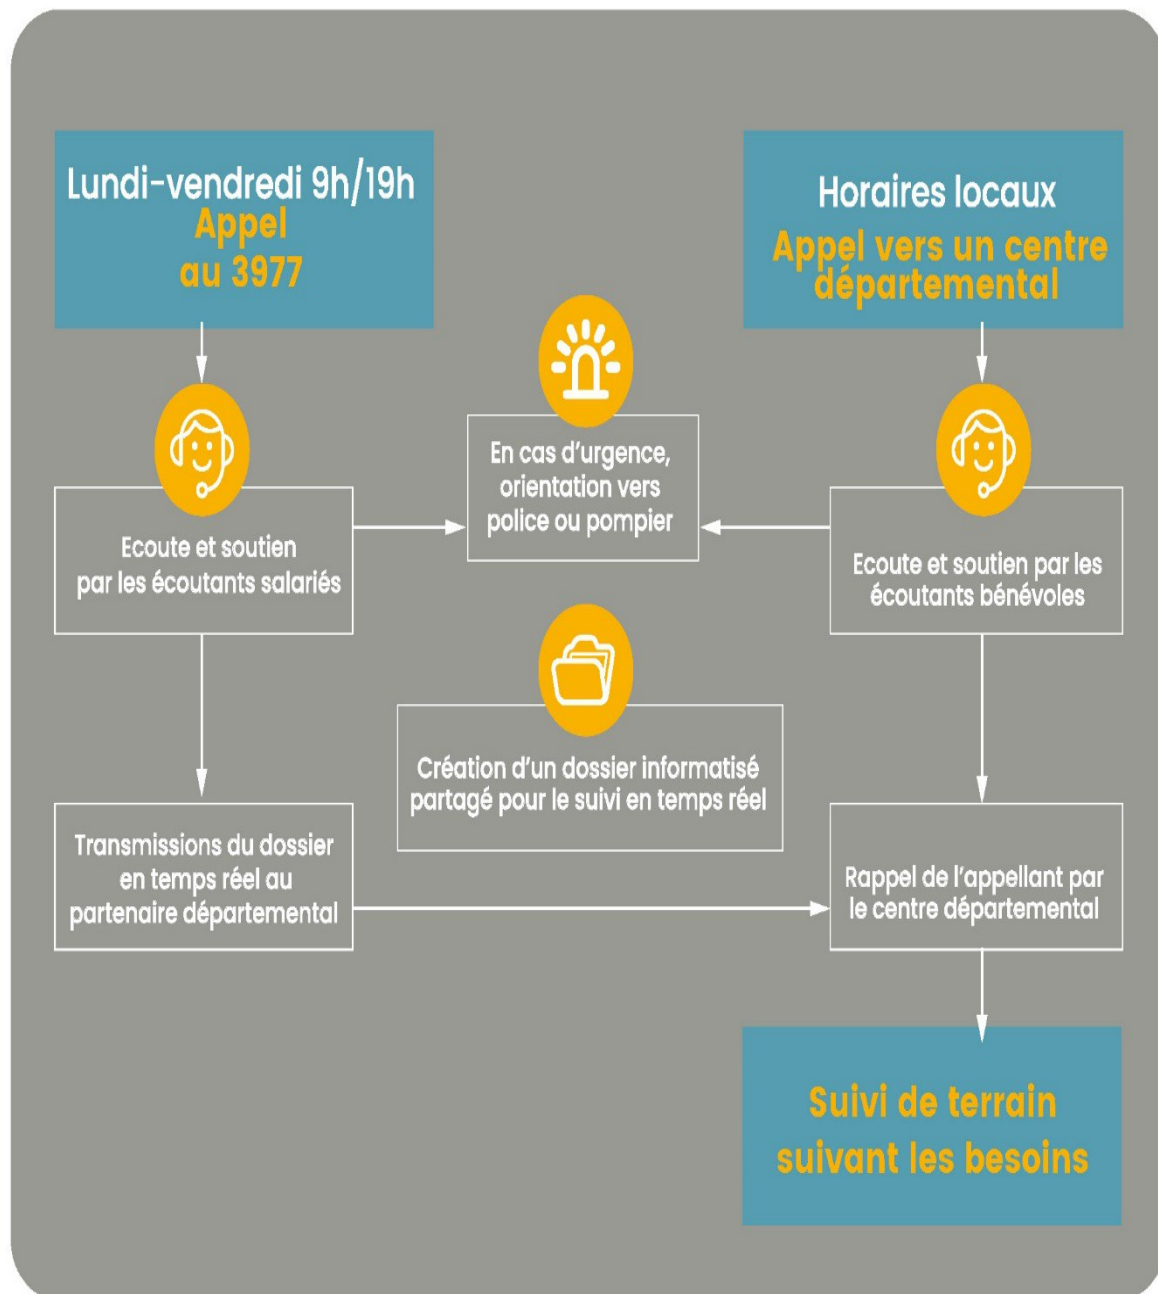 Lundi-vendredi 9h/19h
Appel
au 3977
Horaires locaux
Appel vers un centre
départemental
En cas d'urgence,
orientation vers
police ou pompier
Ecoute et soutien
par les écoutants salariés
Ecoute et soutien par les
écoutants bénévoles
Création d'un dossier informatisé
partagé pour le suivi en temps réel
Transmissions du dossier
en temps réel au
partenaire départemental
Rappel de l'appellant par
le centre départemental
Suivi de terrain
suivant les besoins